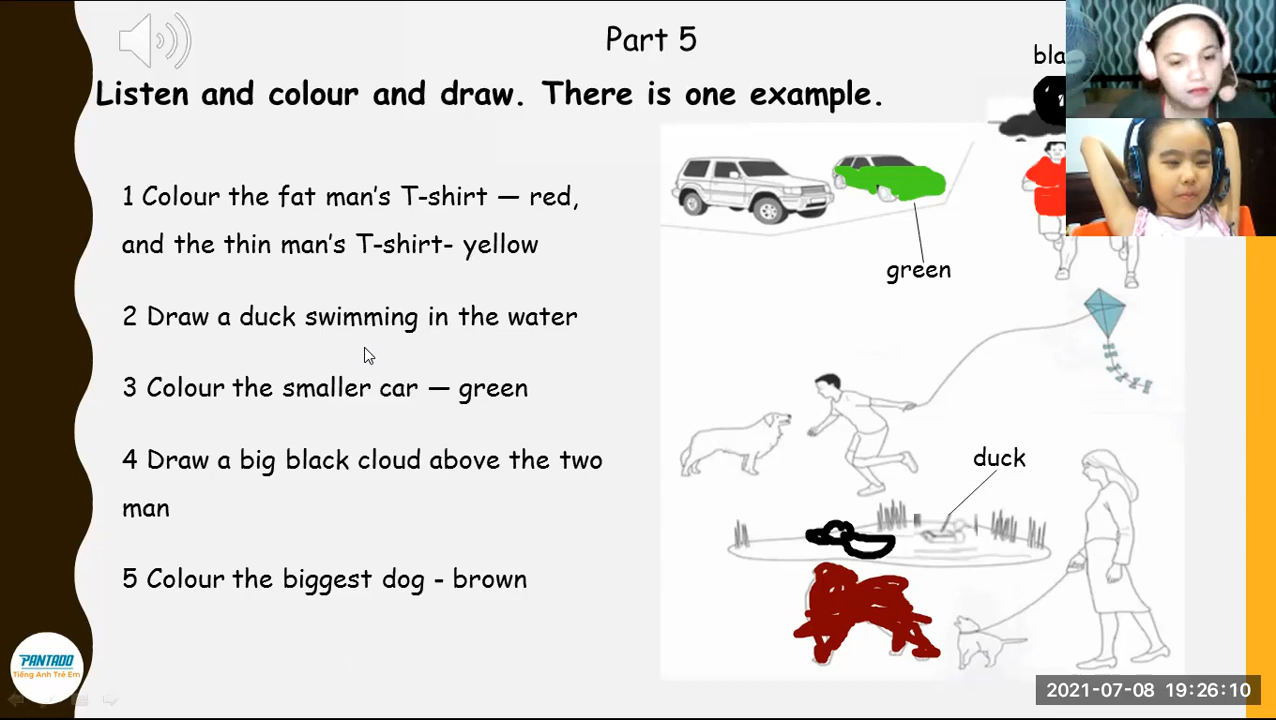 Part 5
Listen and colour and draw. There is one example.
bla
1 Colour the fat man's T-shirt — red,
and the thin man's T-shirt- yellow
green
2 Draw a duck swimming in the water
3 Colour the smaller car — green
4 Draw a big black cloud above the two
man
duck
5 Colour the biggest dog - brown
PANTADO
Tiếng Anh Trẻ Em
2021-07-08 19:26:10